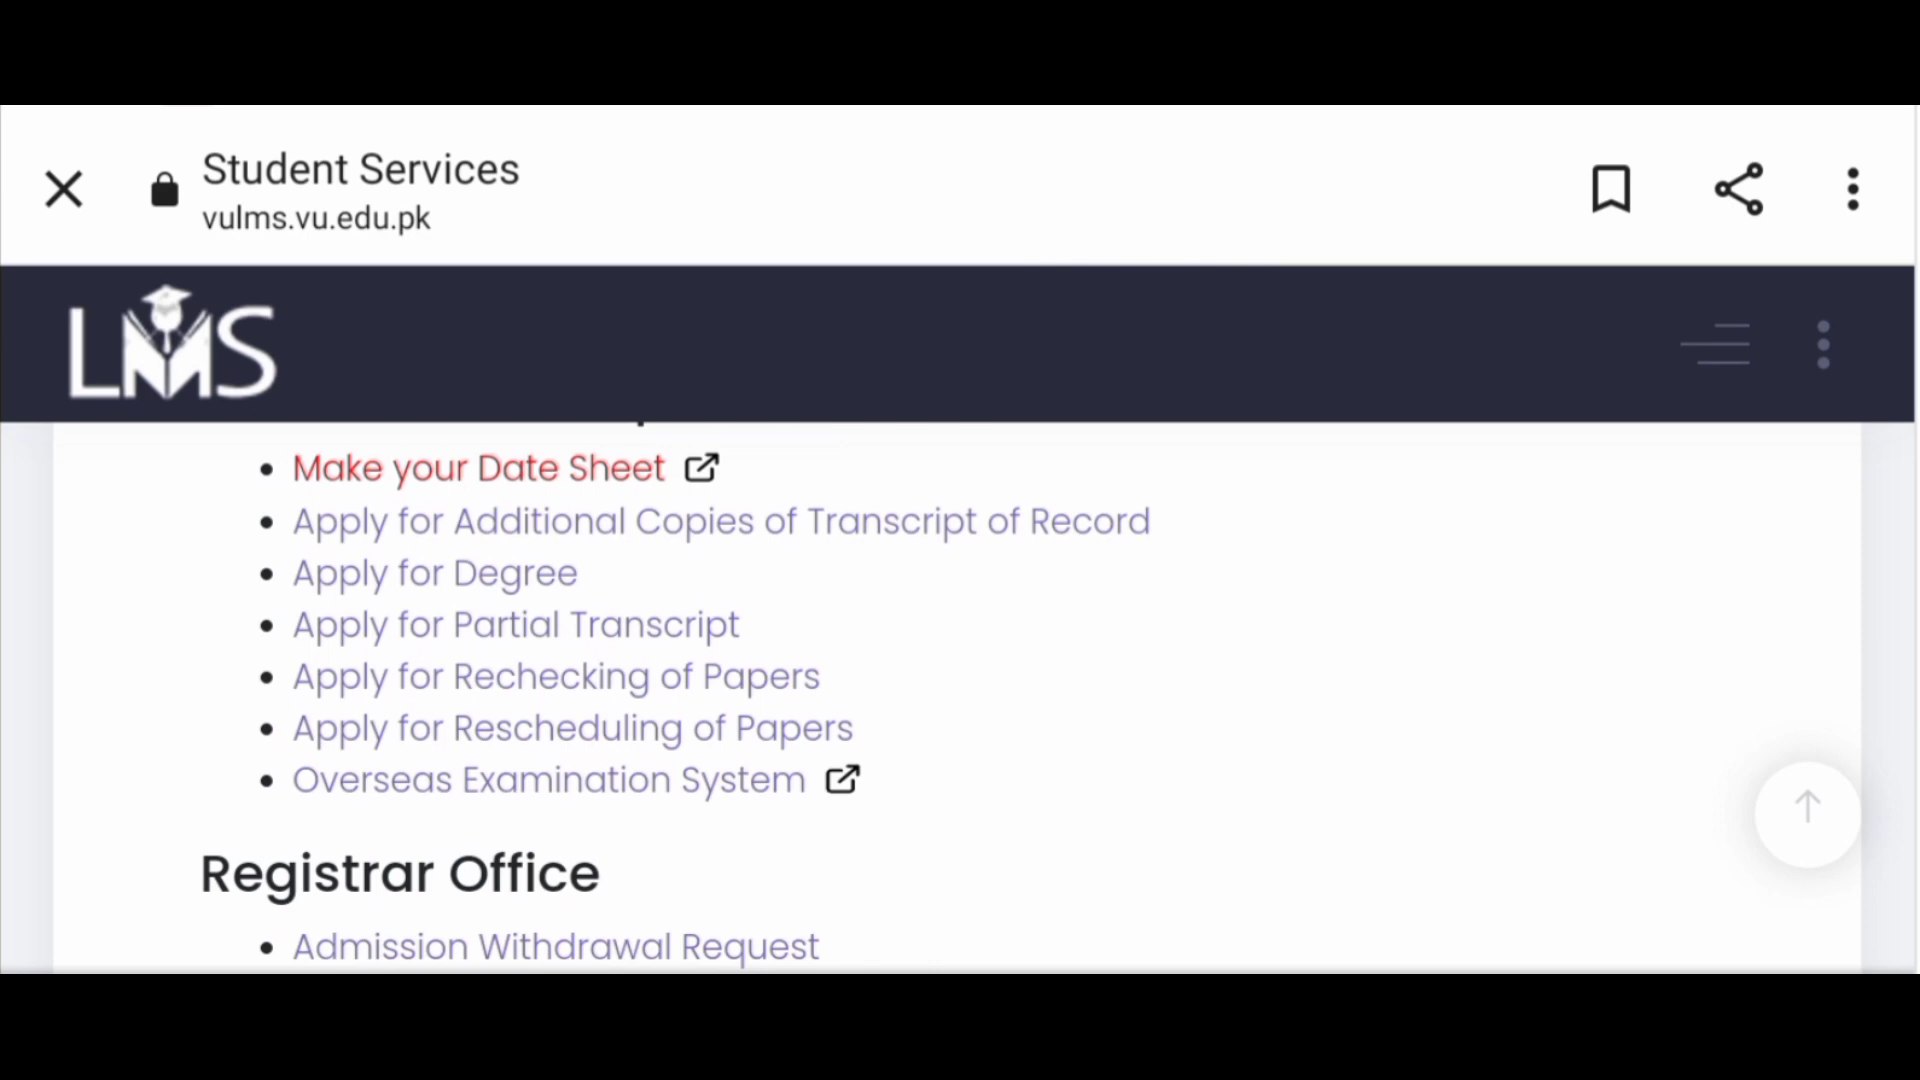 Student Services
vulms.vu.edu.pk
LMS
Make your Date Sheet
Apply for Additional Copies of Transcript of Record
Apply for Degree
Apply for Partial Transcript
Apply for Rechecking of Papers
Apply for Rescheduling of Papers
Overseas Examination System
Registrar Office
Admission Withdrawal Request